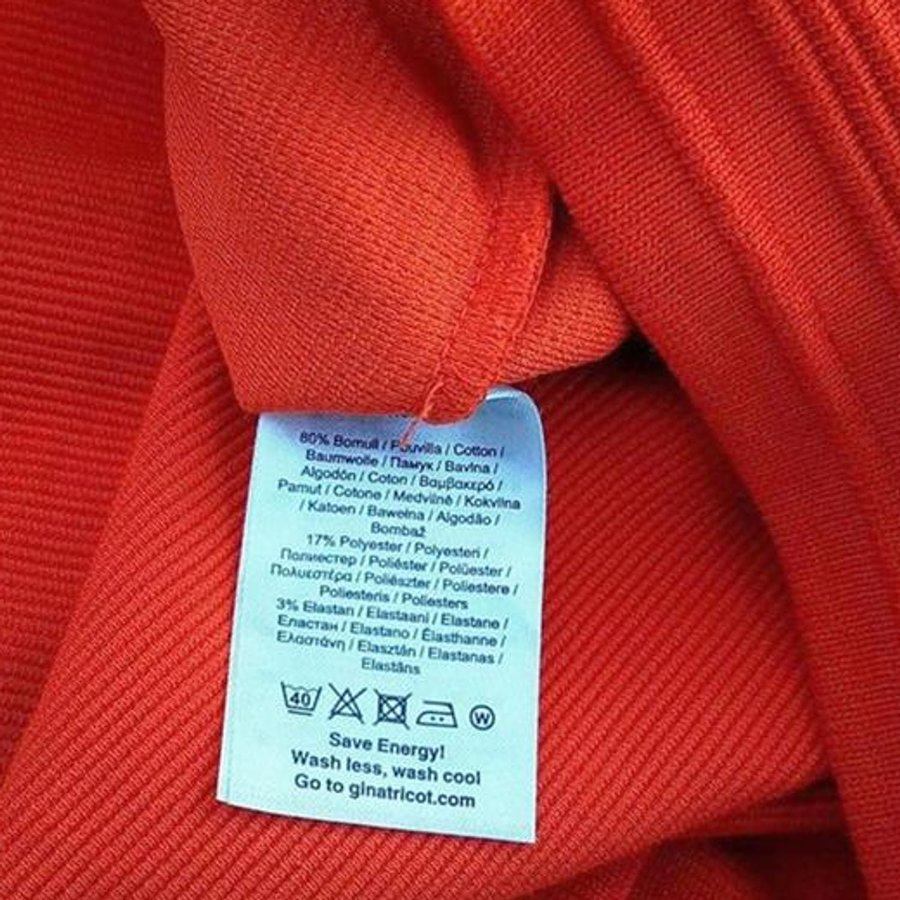 80% Bomull / Puuvilla / Cotton /
Baumwolle / Памук / Bavlna /
Algodón / Coton / Βαμβακερό /
Pamut / Cotone / Medvilnė / Kokvilna
/ Katoen / Bawełna / Algodão /
Bombaž
17% Polyester / Polyesteri /
Полиестер / Poliéster / Polüester /
Πολυεστέρα / Poliészter / Poliestere /
Poliesteris / Poliesters
3% Elastan / Elastaani / Elastane /
Еластан / Elastano / Élasthanne /
Ελαστάνη / Elasztán / Elastanas /
Elastāns
40 W
Save Energy!
Wash less, wash cool
Go to ginatricot.com